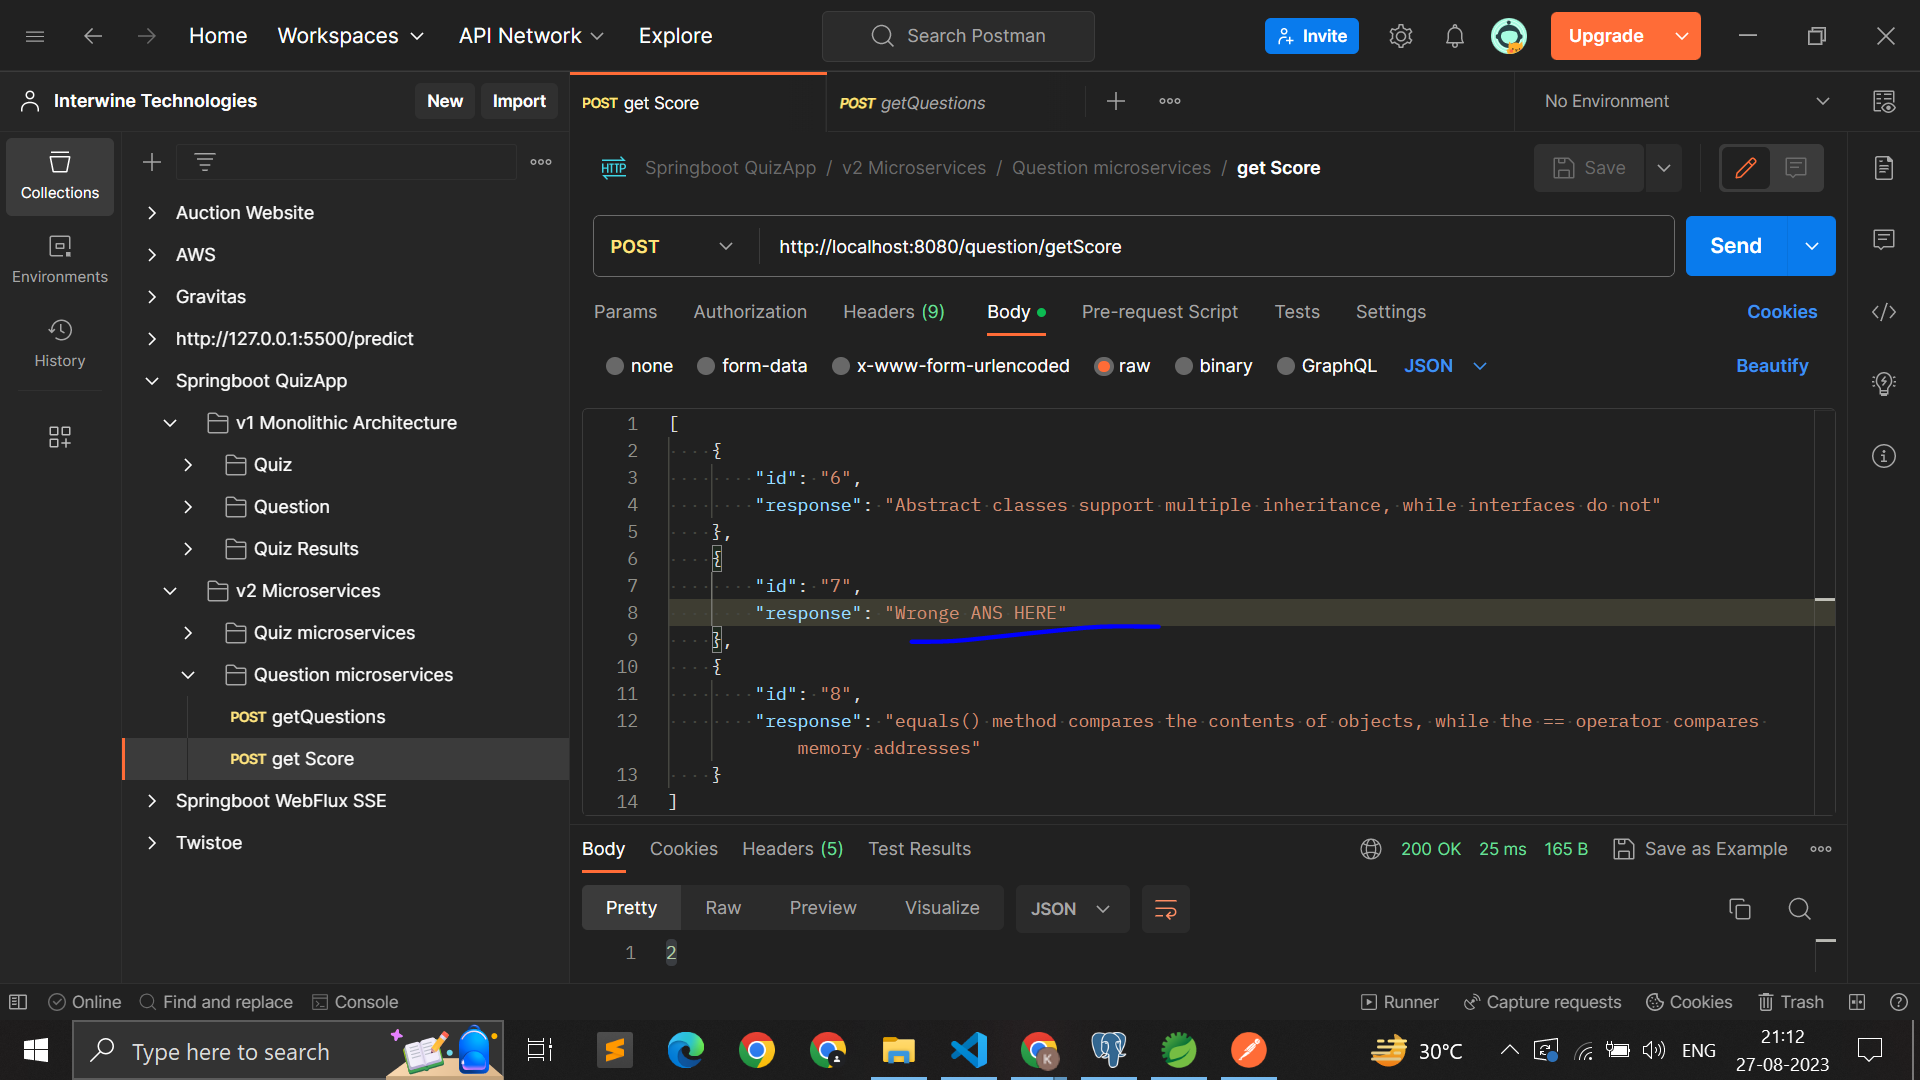 Home Workspaces API Network Explore Search Postman Invite Upgrade
Interwine Technologies New Import POST get Score POST getQuestions No Environment
HTTP Springboot QuizApp / v2 Microservices / Question microservices / get Score Save
Collections
Environments
History
Auction Website
AWS
Gravitas
http://127.0.0.1:5500/predict
Springboot QuizApp
v1 Monolithic Architecture
Quiz
Question
Quiz Results
v2 Microservices
Quiz microservices
Question microservices
POST getQuestions
POST get Score
Springboot WebFlux SSE
Twistoe
POST http://localhost:8080/question/getScore Send
Params Authorization Headers (9) Body Pre-request Script Tests Settings Cookies
none form-data x-www-form-urlencoded raw binary GraphQL JSON Beautify
1 [
2 {
3 "id": "6",
4 "response": "Abstract classes support multiple inheritance, while interfaces do not"
5 },
6 {
7 "id": "7",
8 "response": "Wronge ANS HERE"
9 },
10 {
11 "id": "8",
12 "response": "equals() method compares the contents of objects, while the == operator compares
memory addresses"
13 }
14 ]
Body Cookies Headers (5) Test Results 200 OK 25 ms 165 B Save as Example
Pretty Raw Preview Visualize JSON
1 2
Online Find and replace Console Runner Capture requests Cookies Trash
Type here to search K 30°C ENG 21:12
27-08-2023